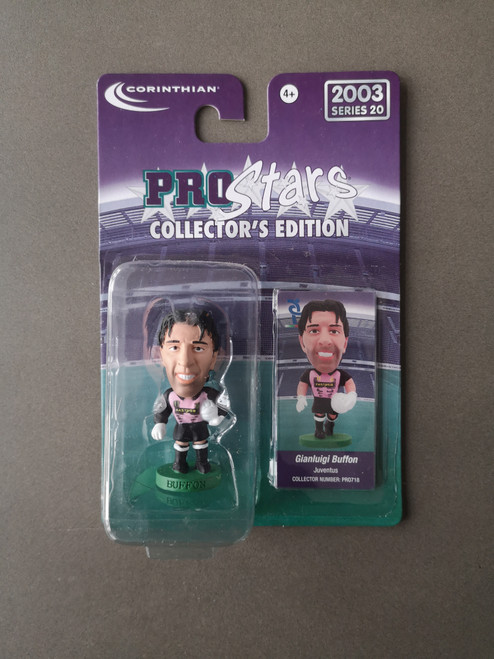 CORINTHIAN
4+
2003
SERIES 20
PRO Stars
COLLECTOR'S EDITION
BUFFON
Gianluigi Buffon
Juventus
COLLECTOR NUMBER: PRO718